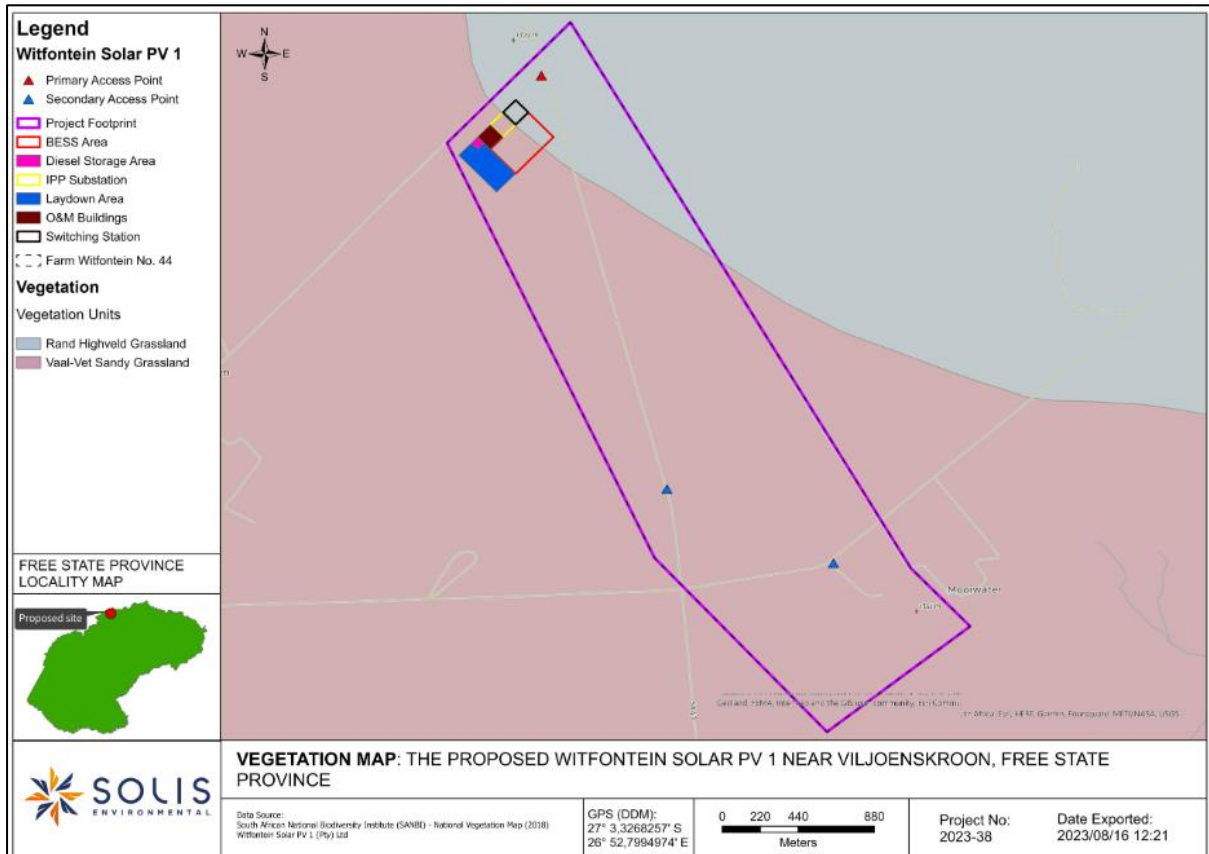 Legend
Witfontein Solar PV 1
Primary Access Point
Secondary Access Point
Project Footprint
BESS Area
Diesel Storage Area
IPP Substation
Laydown Area
O&M Buildings
Switching Station
Farm Witfontein No. 44
Vegetation
Vegetation Units
Rand Highveld Grassland
Vaal-Vet Sandy Grassland
N
W E
S
Moorwater
FREE STATE PROVINCE
LOCALITY MAP
Proposed site
SOLIS
ENVIRONMENTAL
VEGETATION MAP: THE PROPOSED WITFONTEIN SOLAR PV 1 NEAR VILJOENSKROON, FREE STATE
PROVINCE
Data Source:
South African National Biodiversity Institute (SANBI) - National Vegetation Map (2018)
Witfontein Solar PV 1 (Pty) Ltd
GPS (DDM):
27° 3,3268257' S
26° 52,7994974' E
0 220 440 880
Meters
Project No:
2023-38
Date Exported:
2023/08/16 12:21